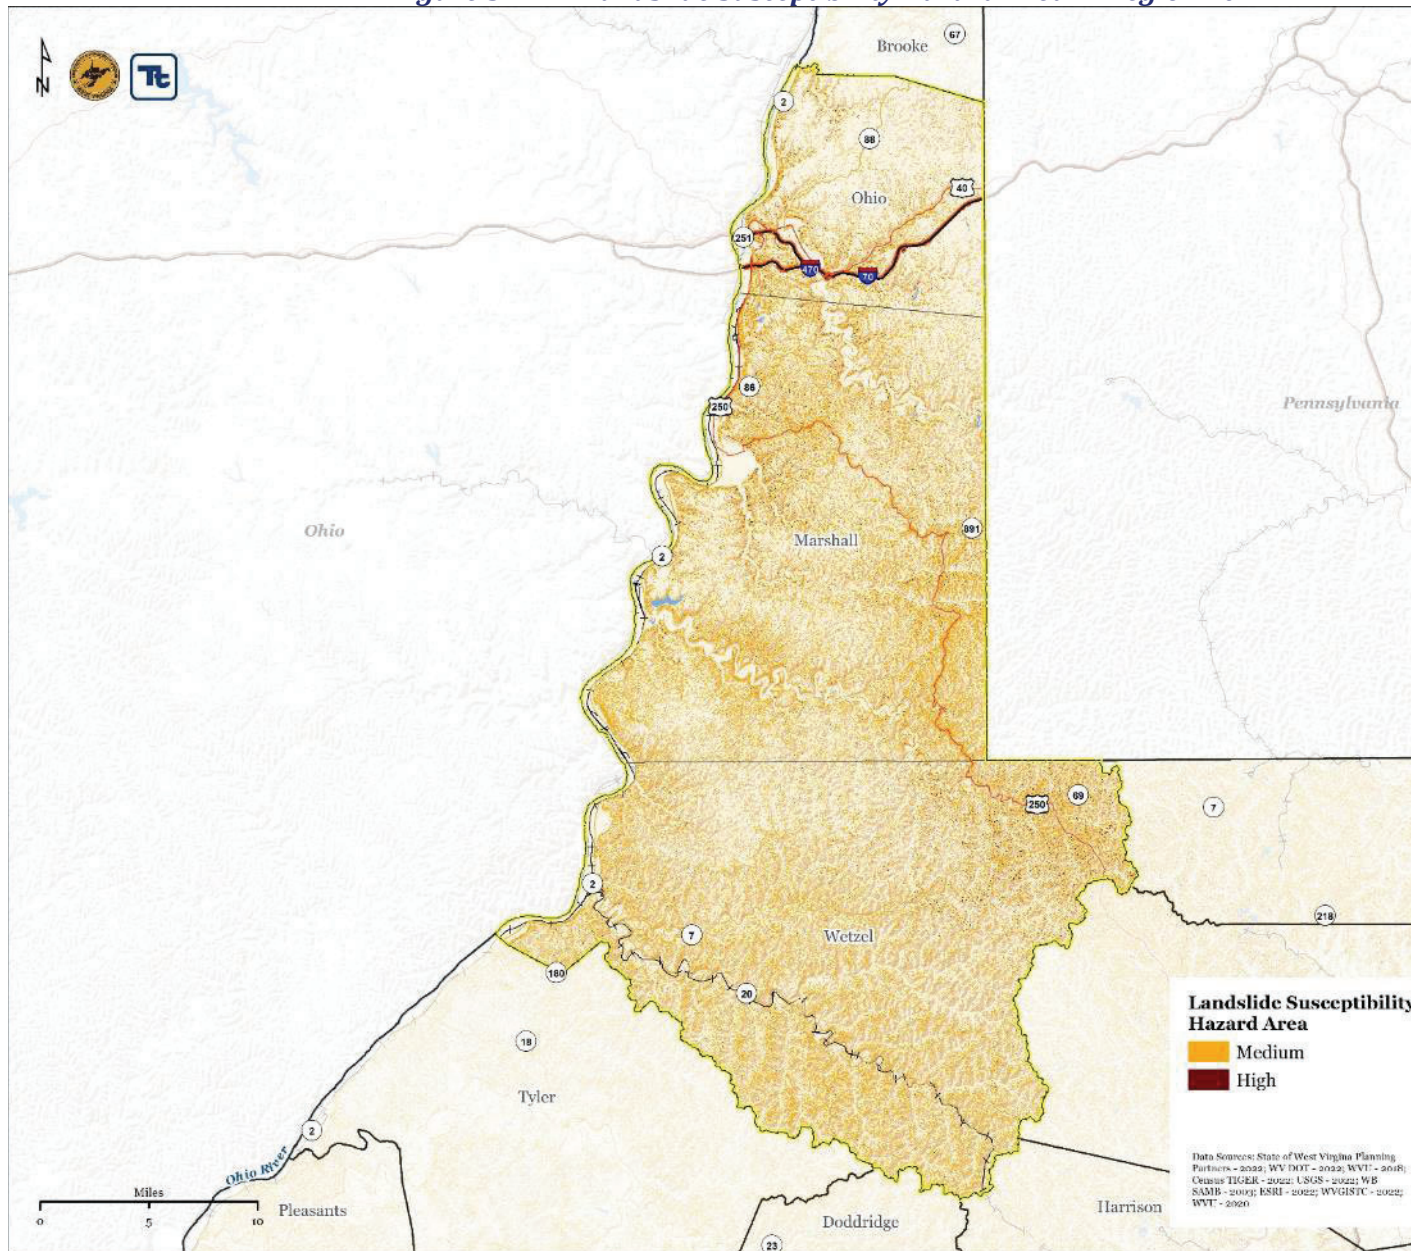 Brooke
67
N
Tt
2
88
Ohio
40
251
470
70
86
250
Pennsylvania
Ohio
Marshall
891
2
250
69
7
2
7
Wetzel
218
180
20
18
Tyler
2
Ohio River
Pleasants
Doddridge
23
Harrison
Miles
0 5 10
Landslide Susceptibility
Hazard Area
Medium
High
Data Sources: State of West Virginia Planning
Partners - 2022; WV DOT - 2022; WVU - 2018;
Census TIGER - 2022; USGS - 2022; WB
SAMB - 2003; ESRI - 2022; WVGISTC - 2022;
WVU - 2020